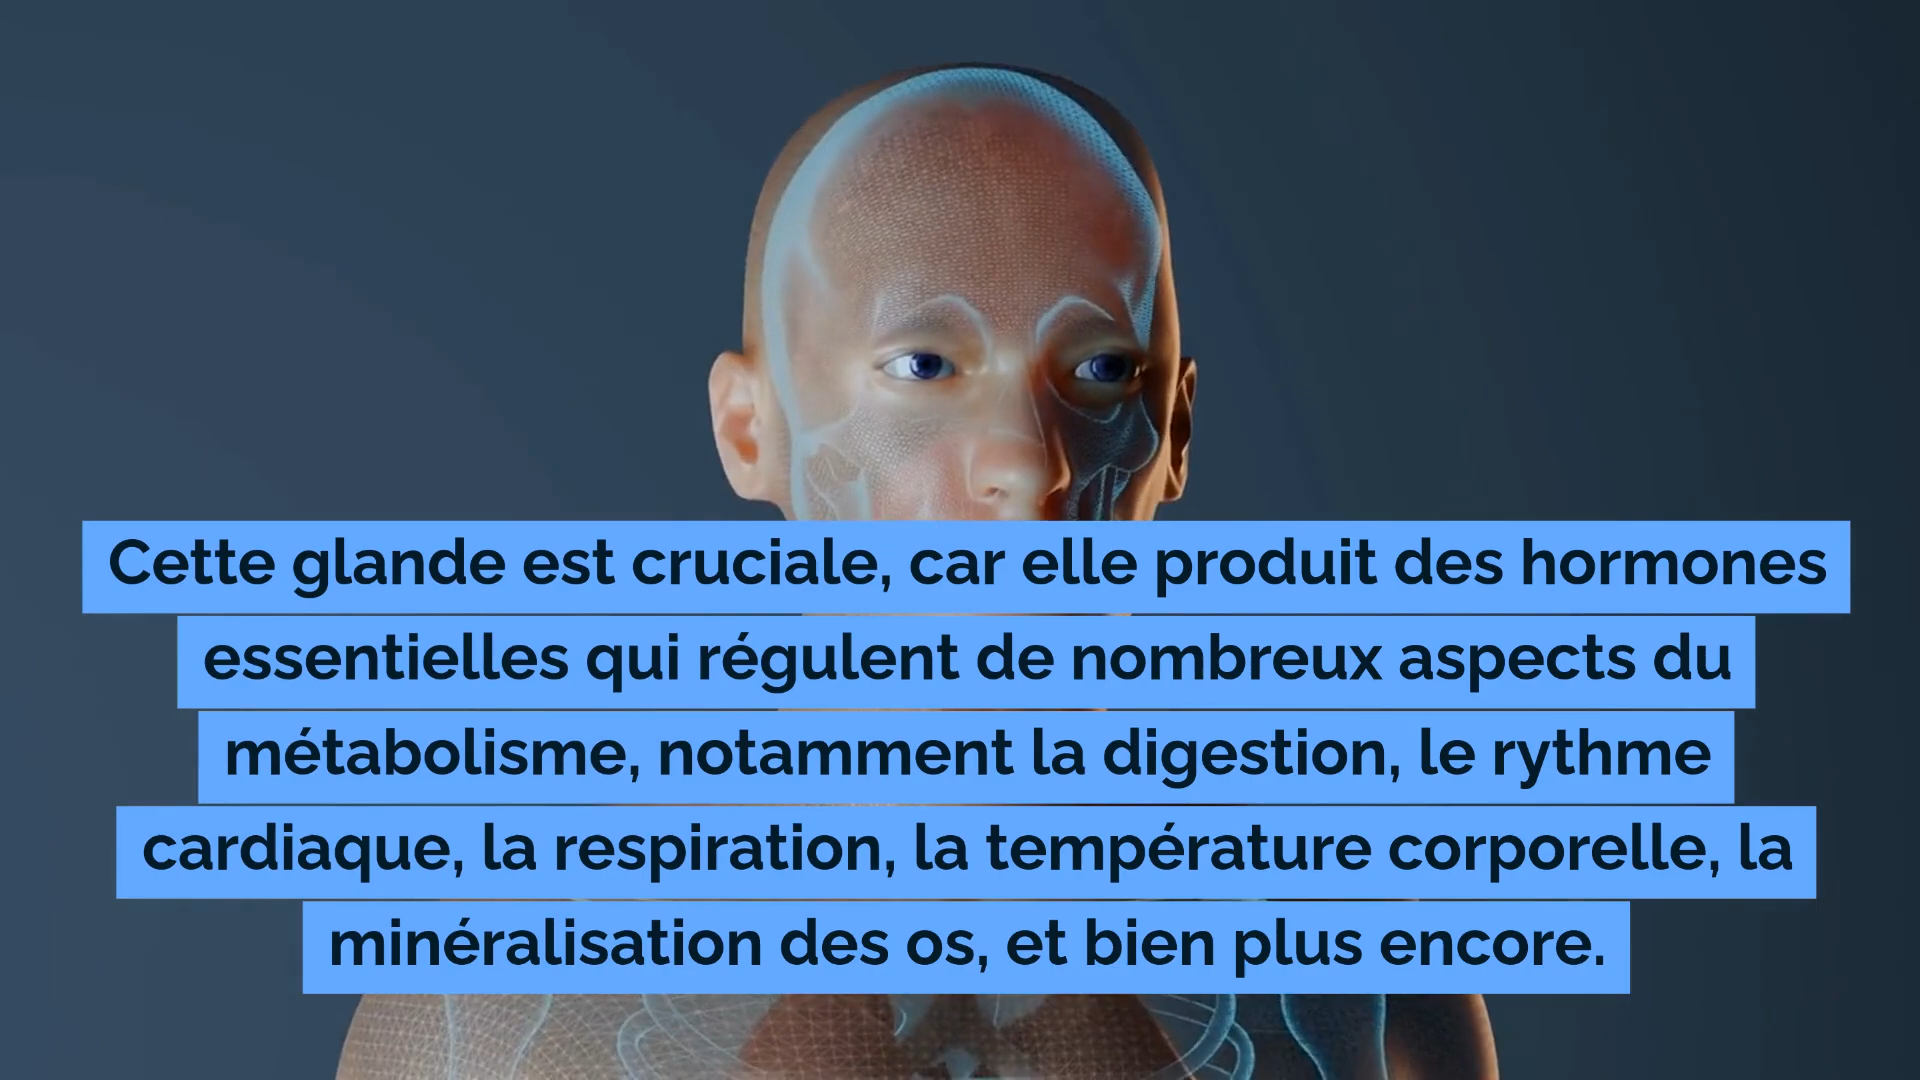 Cette glande est cruciale, car elle produit des hormones
essentielles qui régulent de nombreux aspects du
métabolisme, notamment la digestion, le rythme
cardiaque, la respiration, la température corporelle, la
minéralisation des os, et bien plus encore.